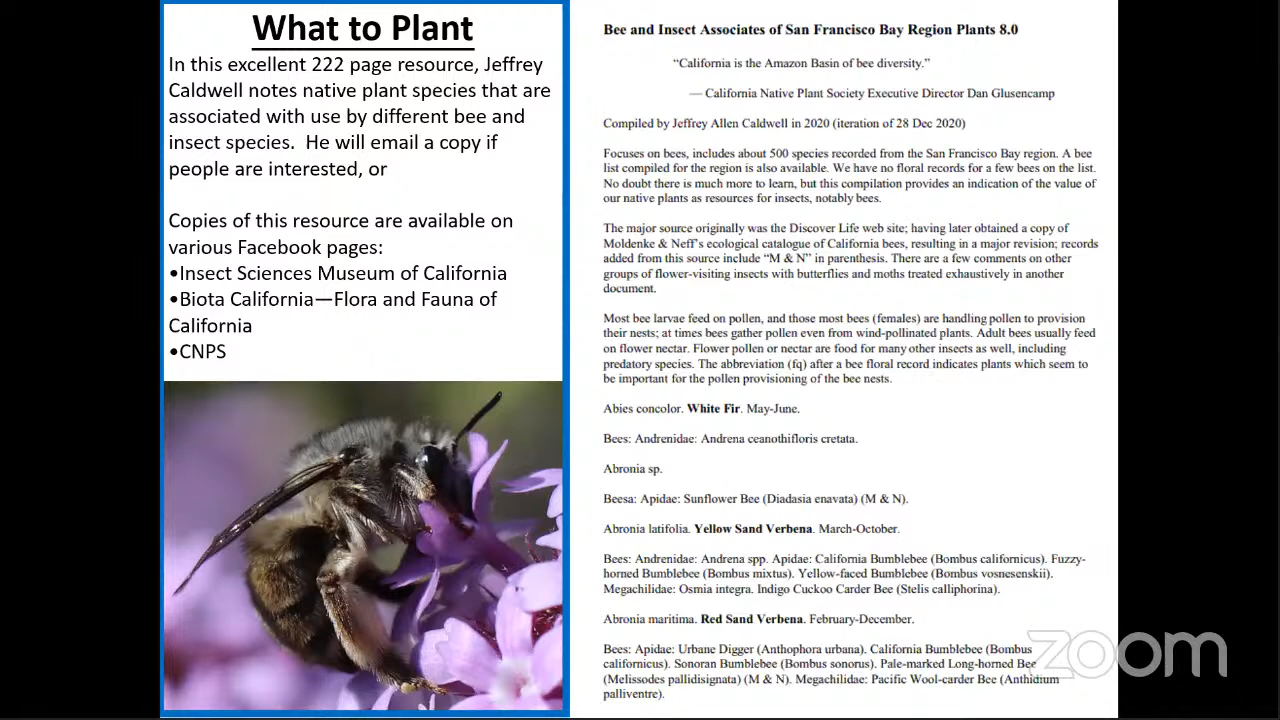 What to Plant
In this excellent 222 page resource, Jeffrey
Caldwell notes native plant species that are
associated with use by different bee and
insect species.  He will email a copy if
people are interested, or
Copies of this resource are available on
various Facebook pages:
•Insect Sciences Museum of California
•Biota California—Flora and Fauna of
California
•CNPS
Bee and Insect Associates of San Francisco Bay Region Plants 8.0
“California is the Amazon Basin of bee diversity.”
— California Native Plant Society Executive Director Dan Glusencamp
Compiled by Jeffrey Allen Caldwell in 2020 (iteration of 28 Dec 2020)
Focuses on bees, includes about 500 species recorded from the San Francisco Bay region. A bee
list compiled for the region is also available. We have no floral records for a few bees on the list.
No doubt there is much more to learn, but this compilation provides an indication of the value of
our native plants as resources for insects, notably bees.
The major source originally was the Discover Life web site; having later obtained a copy of
Moldenke & Neff’s ecological catalogue of California bees, resulting in a major revision; records
added from this source include “M & N” in parenthesis. There are a few comments on other
groups of flower-visiting insects with butterflies and moths treated exhaustively in another
document.
Most bee larvae feed on pollen, and those most bees (females) are handling pollen to provision
their nests; at times bees gather pollen even from wind-pollinated plants. Adult bees usually feed
on flower nectar. Flower pollen or nectar are food for many other insects as well, including
predatory species. The abbreviation (fq) after a bee floral record indicates plants which seem to
be important for the pollen provisioning of the bee nests.
Abies concolor. White Fir. May-June.
Bees: Andrenidae: Andrena ceanothifloris cretata.
Abronia sp.
Beesa: Apidae: Sunflower Bee (Diadasia enavata) (M & N).
Abronia latifolia. Yellow Sand Verbena. March-October.
Bees: Andrenidae: Andrena spp. Apidae: California Bumblebee (Bombus californicus). Fuzzy-
horned Bumblebee (Bombus mixtus). Yellow-faced Bumblebee (Bombus vosnesenskii).
Megachilidae: Osmia integra. Indigo Cuckoo Carder Bee (Stelis calliphorina).
Abronia maritima. Red Sand Verbena. February-December.
Bees: Apidae: Urbane Digger (Anthophora urbana). California Bumblebee (Bombus
californicus). Sonoran Bumblebee (Bombus sonorus). Pale-marked Long-horned Bee
(Melissodes pallidisignata) (M & N). Megachilidae: Pacific Wool-carder Bee (Anthidium
palliventre).
zoom